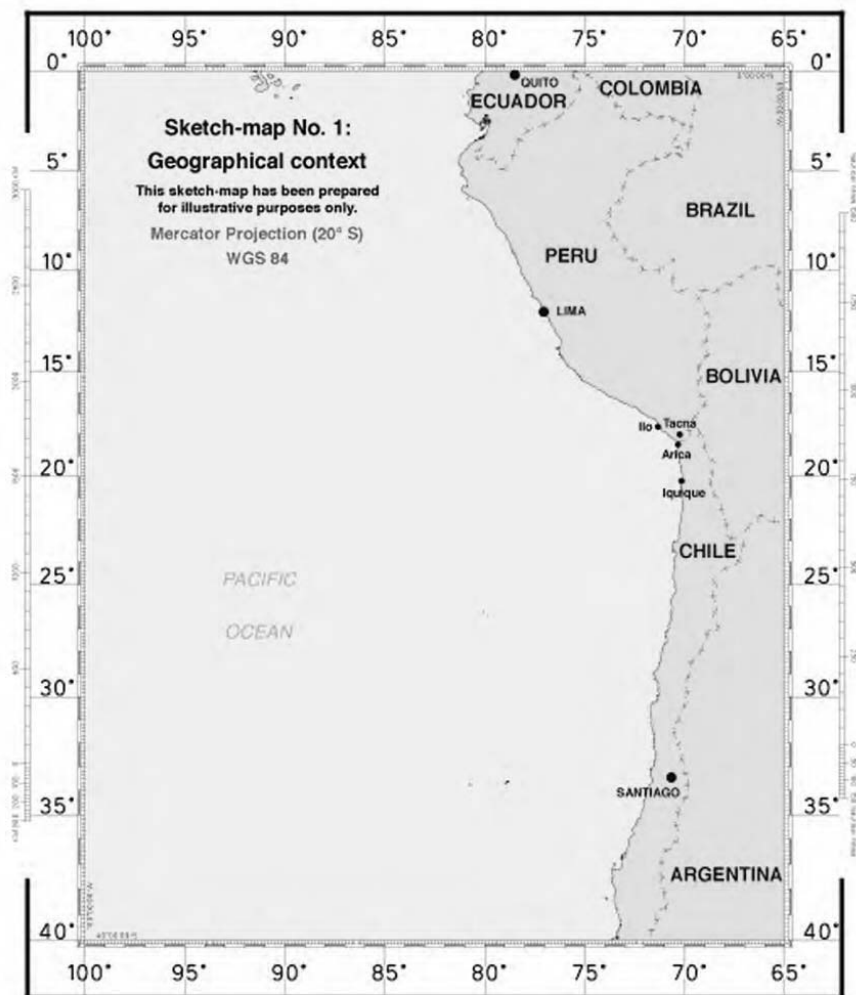 100° 95° 90° 85° 80° 75° 70° 65°
0° 0°
QUITO
ECUADOR
COLOMBIA
Sketch-map No. 1:
Geographical context
This sketch-map has been prepared
for illustrative purposes only.
Mercator Projection (20° S)
WGS 84
5° 5°
BRAZIL
PERU
10° 10°
LIMA
15° 15°
BOLIVIA
Ilo Tacna
Arica
20° 20°
Iquique
CHILE
PACIFIC
OCEAN
25° 25°
30° 30°
SANTIAGO
35° 35°
ARGENTINA
40° 40°
100° 95° 90° 85° 80° 75° 70° 65°